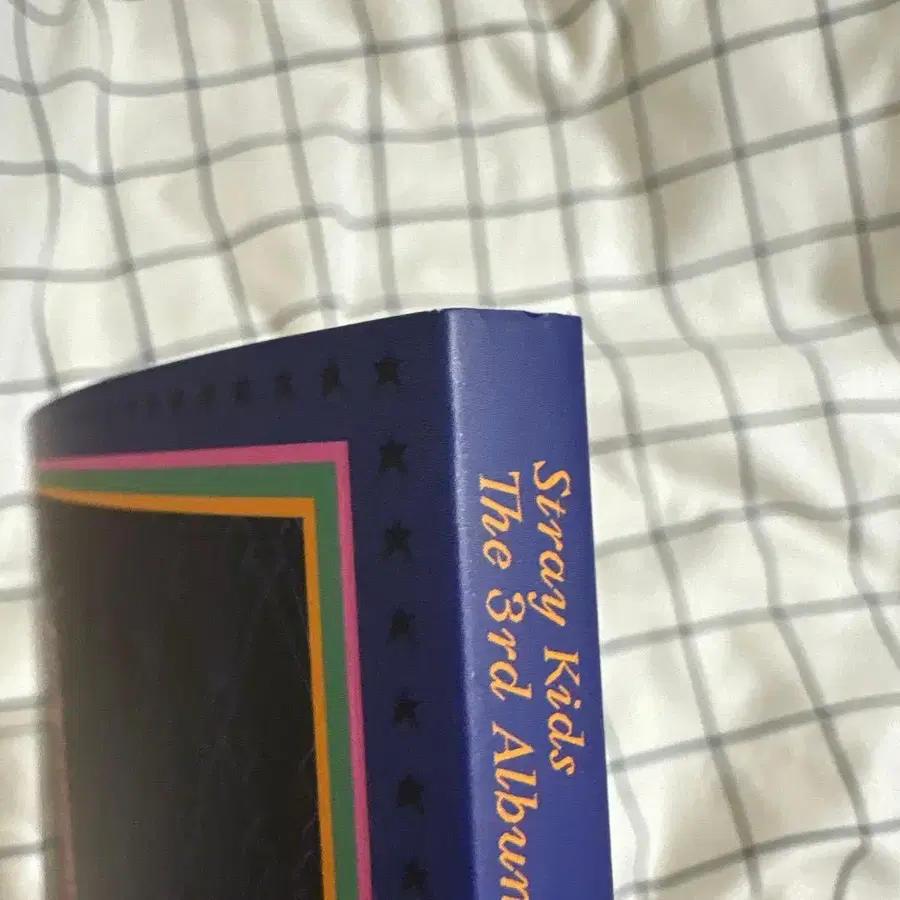 Stray Kids
The 3rd Album